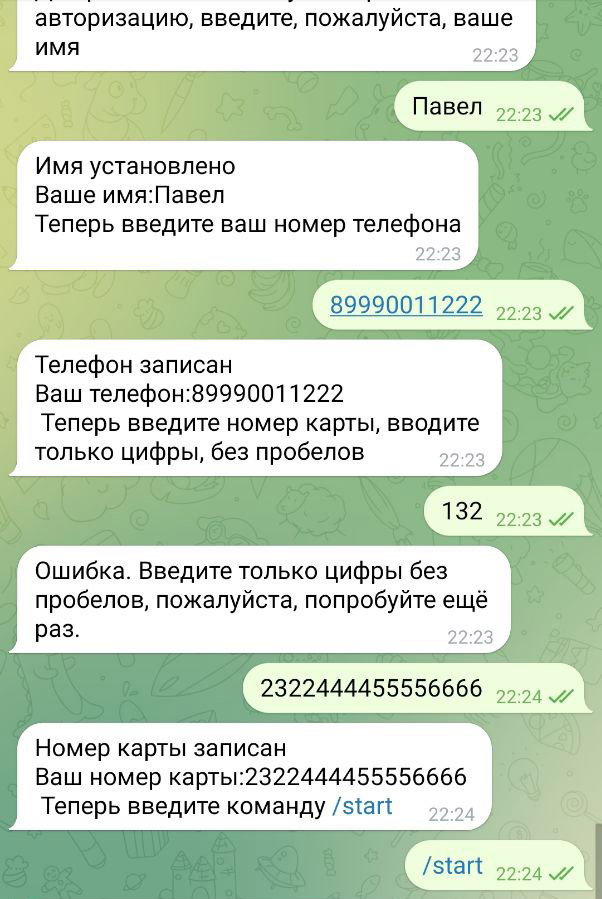 авторизацию, введите, пожалуйста, ваше
имя
22:23
Павел 22:23
Имя установлено
Ваше имя:Павел
Теперь введите ваш номер телефона
22:23
89990011222 22:23
Телефон записан
Ваш телефон:89990011222
Теперь введите номер карты, вводите
только цифры, без пробелов 22:23
132 22:23
Ошибка. Введите только цифры без
пробелов, пожалуйста, попробуйте ещё
раз. 22:23
2322444455556666 22:24
Номер карты записан
Ваш номер карты:2322444455556666
Теперь введите команду /start 22:24
/start 22:24